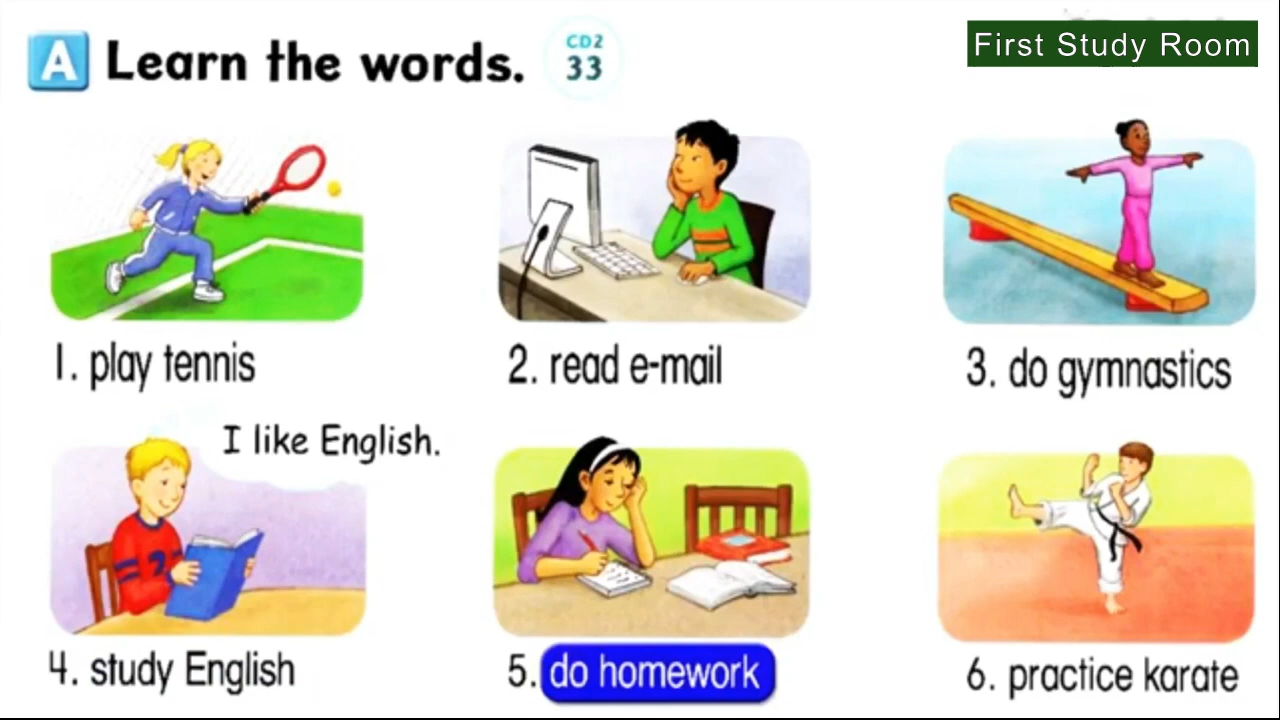 A Learn the words. CD2 33
First Study Room
1. play tennis
2. read e-mail
3. do gymnastics
I like English.
2
4. study English
5. do homework
6. practice karate